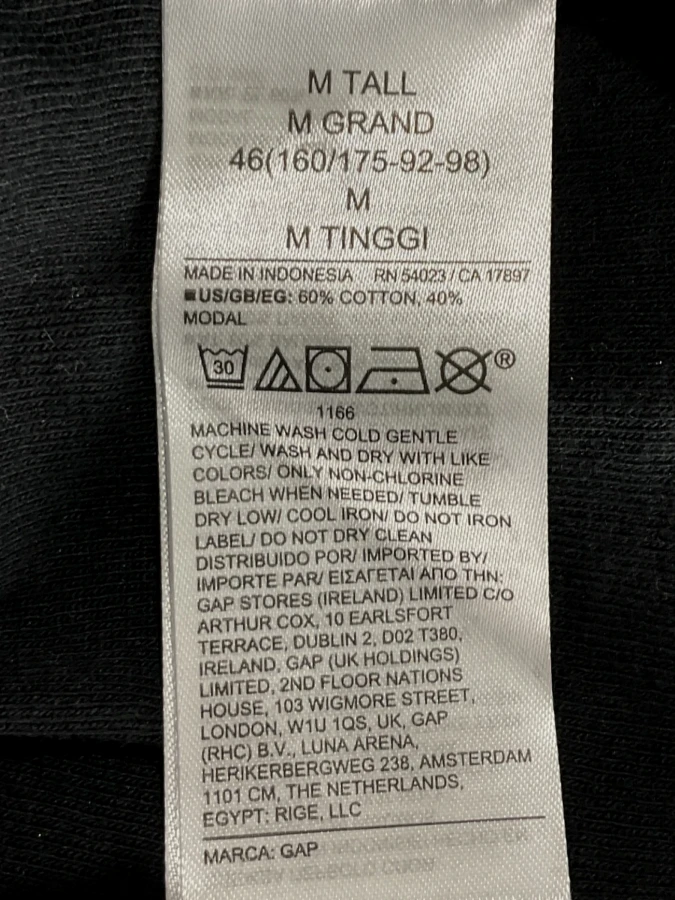 M TALL
M GRAND
46(160/175-92-98)
M
M TINGGI
MADE IN INDONESIA RN 54023 / CA 17897
■US/GB/EG: 60% COTTON, 40%
MODAL
30
®
1166
MACHINE WASH COLD GENTLE
CYCLE/ WASH AND DRY WITH LIKE
COLORS/ ONLY NON-CHLORINE
BLEACH WHEN NEEDED/ TUMBLE
DRY LOW/ COOL IRON/ DO NOT IRON
LABEL/ DO NOT DRY CLEAN
DISTRIBUIDO POR/ IMPORTED BY/
IMPORTE PAR/ ΕΙΣΑΓΕΤΑΙ ΑΠΟ ΤΗΝ:
GAP STORES (IRELAND) LIMITED C/O
ARTHUR COX, 10 EARLSFORT
TERRACE, DUBLIN 2, D02 T380,
IRELAND, GAP (UK HOLDINGS)
LIMITED, 2ND FLOOR NATIONS
HOUSE, 103 WIGMORE STREET,
LONDON, W1U 1QS, UK, GAP
(RHC) B.V., LUNA ARENA,
HERIKERBERGWEG 238, AMSTERDAM
1101 CM, THE NETHERLANDS,
EGYPT: RIGE, LLC
MARCA: GAP